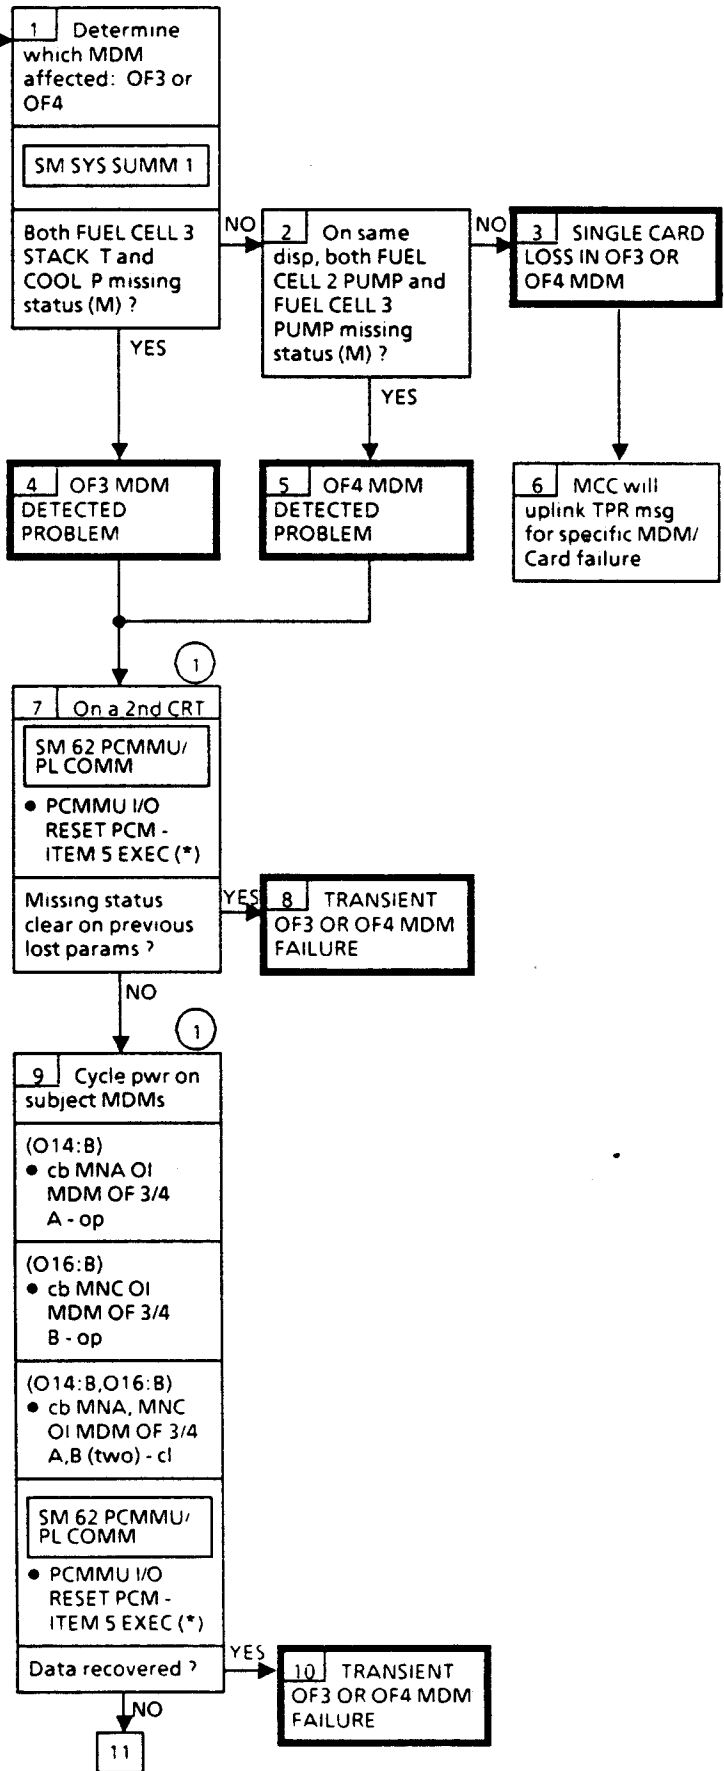 1 Determine
which MDM
affected: OF3 or
OF4
SM SYS SUMM 1
Both FUEL CELL 3
STACK T and
COOL P missing
status (M) ?
NO
YES
2 On same
disp, both FUEL
CELL 2 PUMP and
FUEL CELL 3
PUMP missing
status (M) ?
NO
YES
3 SINGLE CARD
LOSS IN OF3 OR
OF4 MDM
4 OF3 MDM
DETECTED
PROBLEM
5 OF4 MDM
DETECTED
PROBLEM
6 MCC will
uplink TPR msg
for specific MDM/
Card failure
1
7 On a 2nd CRT
SM 62 PCMMU/
PL COMM
• PCMMU I/O
RESET PCM -
ITEM 5 EXEC (*)
Missing status
clear on previous
lost params ?
YES
8 TRANSIENT
OF3 OR OF4 MDM
FAILURE
NO
1
9 Cycle pwr on
subject MDMs
(O14:B)
• cb MNA OI
MDM OF 3/4
A - op
(O16:B)
• cb MNC OI
MDM OF 3/4
B - op
(O14:B,O16:B)
• cb MNA, MNC
OI MDM OF 3/4
A,B (two) - cl
SM 62 PCMMU/
PL COMM
• PCMMU I/O
RESET PCM -
ITEM 5 EXEC (*)
Data recovered ?
YES
10 TRANSIENT
OF3 OR OF4 MDM
FAILURE
NO
11